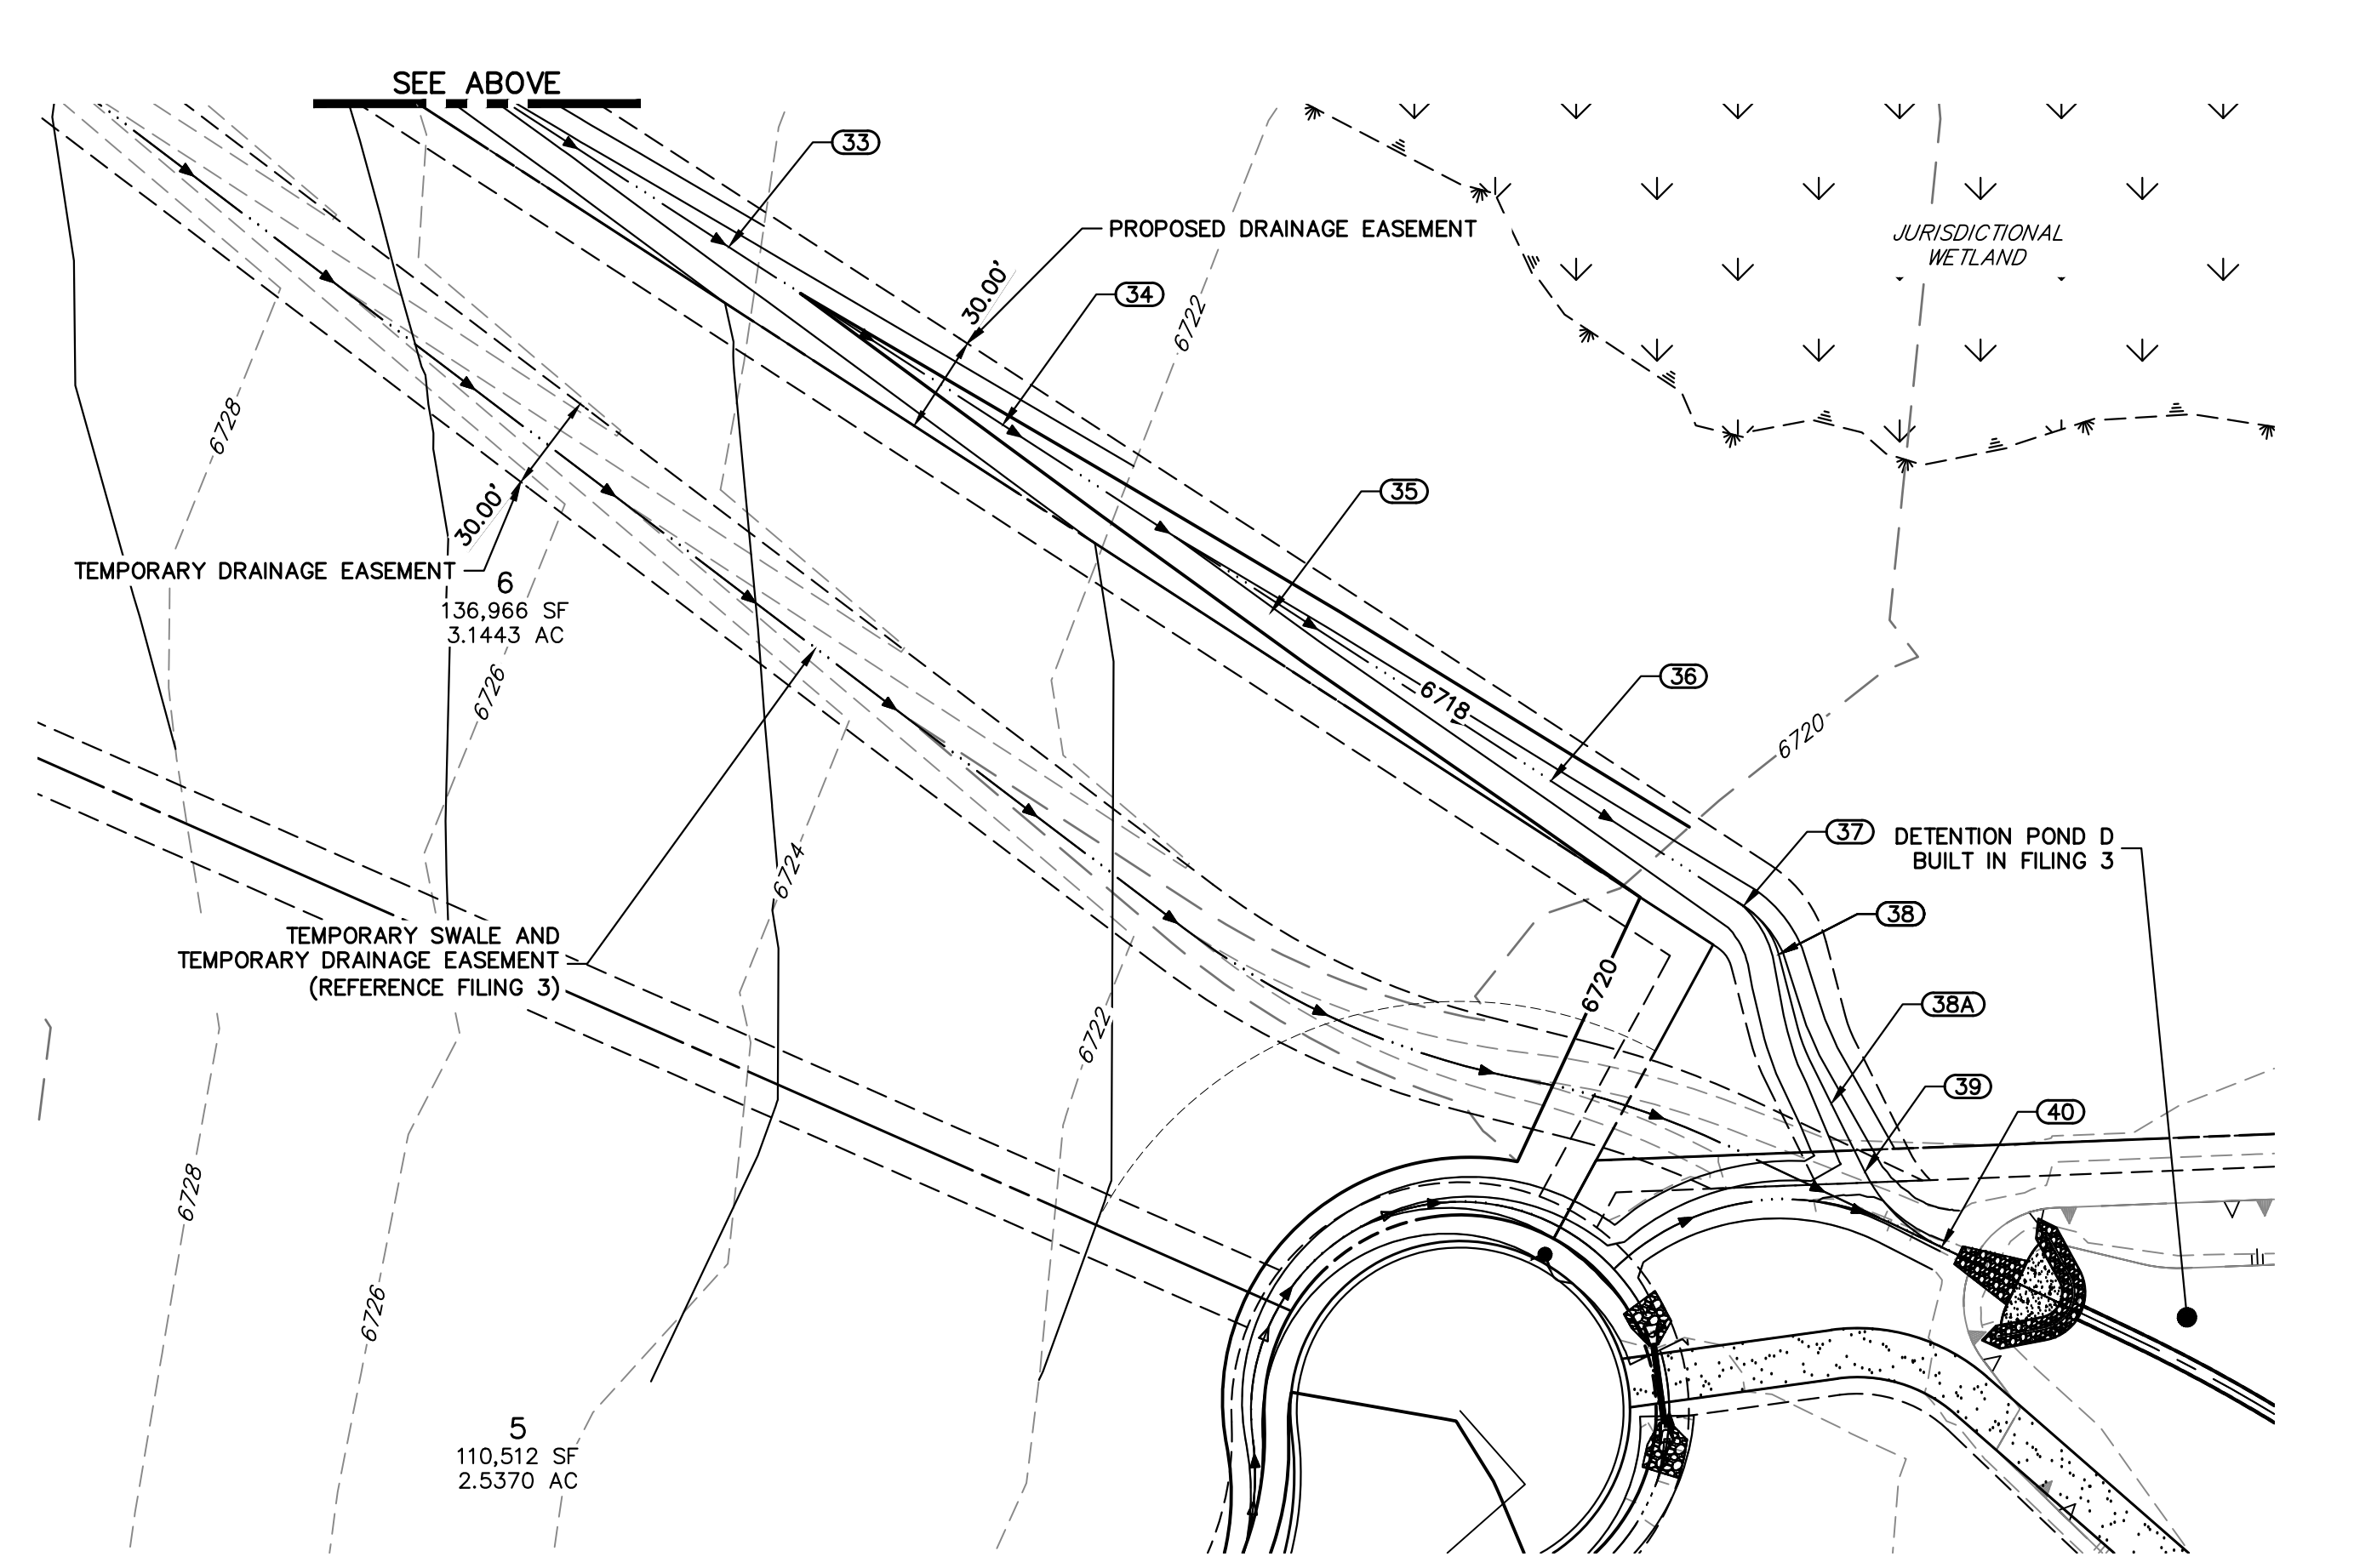 SEE ABOVE
33
PROPOSED DRAINAGE EASEMENT
JURISDICTIONAL
WETLAND
30.00'
34
6722
6728
35
30.00'
TEMPORARY DRAINAGE EASEMENT
6
136,966 SF
3.1443 AC
6726
36
6718
6720
37
DETENTION POND D
BUILT IN FILING 3
6724
38
TEMPORARY SWALE AND
TEMPORARY DRAINAGE EASEMENT
(REFERENCE FILING 3)
6720
38A
6722
39
40
6728
6726
5
110,512 SF
2.5370 AC